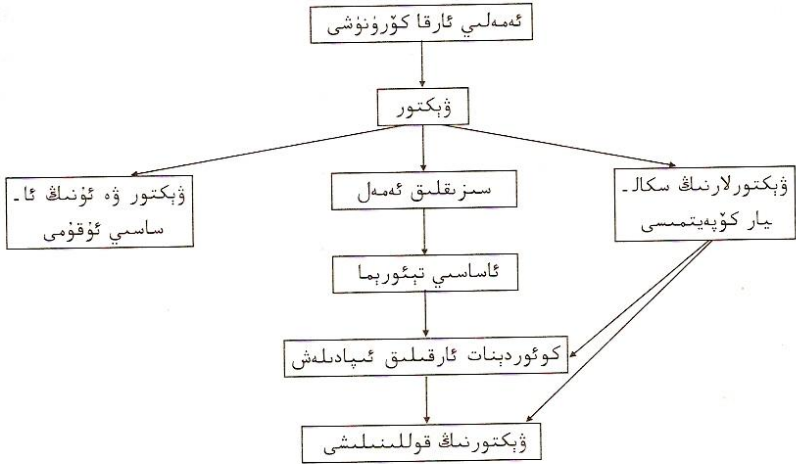 ئەمەلىي ئارقا كۆرۈنۈشى
ۋېكتور
ۋېكتور ۋە ئۇنىڭ ئا-
ساسىي ئۇقۇمى
سىزىقلىق ئەمەل
ۋېكتورلارنىڭ سكال-
يار كۆپەيتمىسى
ئاساسىي تېئورېما
كوئوردېنات ئارقىلىق ئىپادىلەش
ۋېكتورنىڭ قوللىنىلىشى